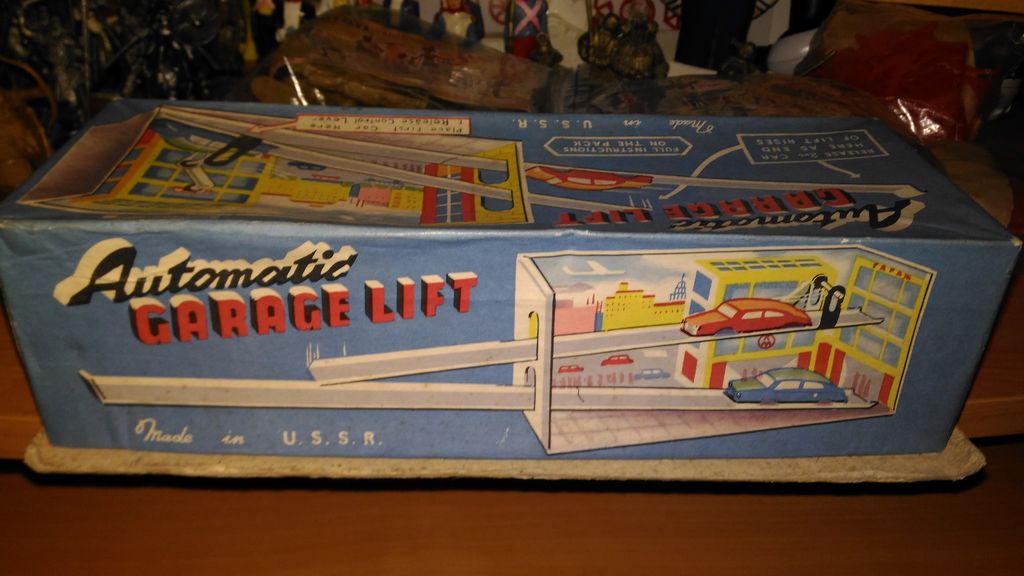 Place First Car Here
1 Release Control Lever
Made in U.S.S.R.
FULL INSTRUCTIONS
ON THE PACK
RELEASE 2ND CAR
HERE AS END
OF LIFT RISES
Automatic
GARAGE LIFT
Automatic
GARAGE LIFT
ГАРАЖ
Made in U.S.S.R.